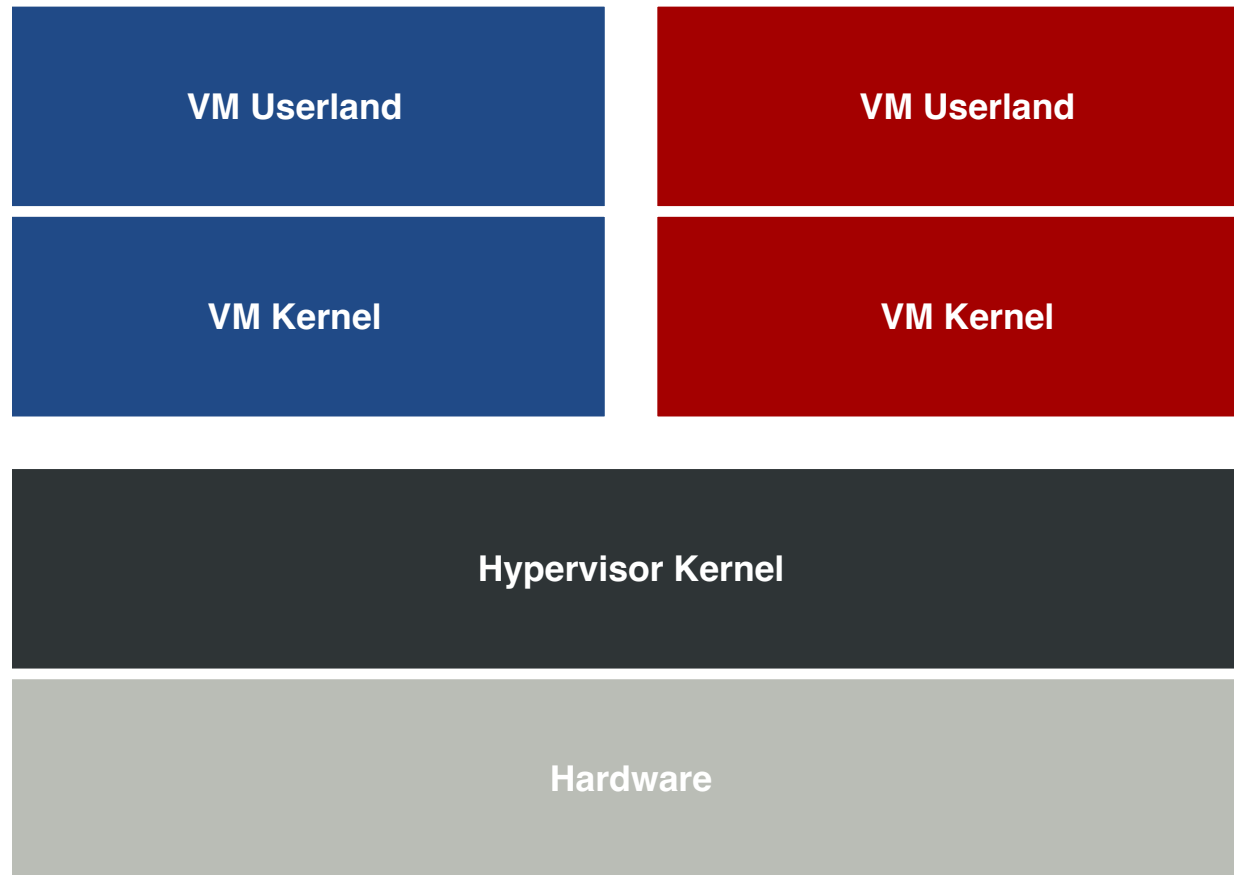 VM Userland
VM Userland
VM Kernel
VM Kernel
Hypervisor Kernel
Hardware